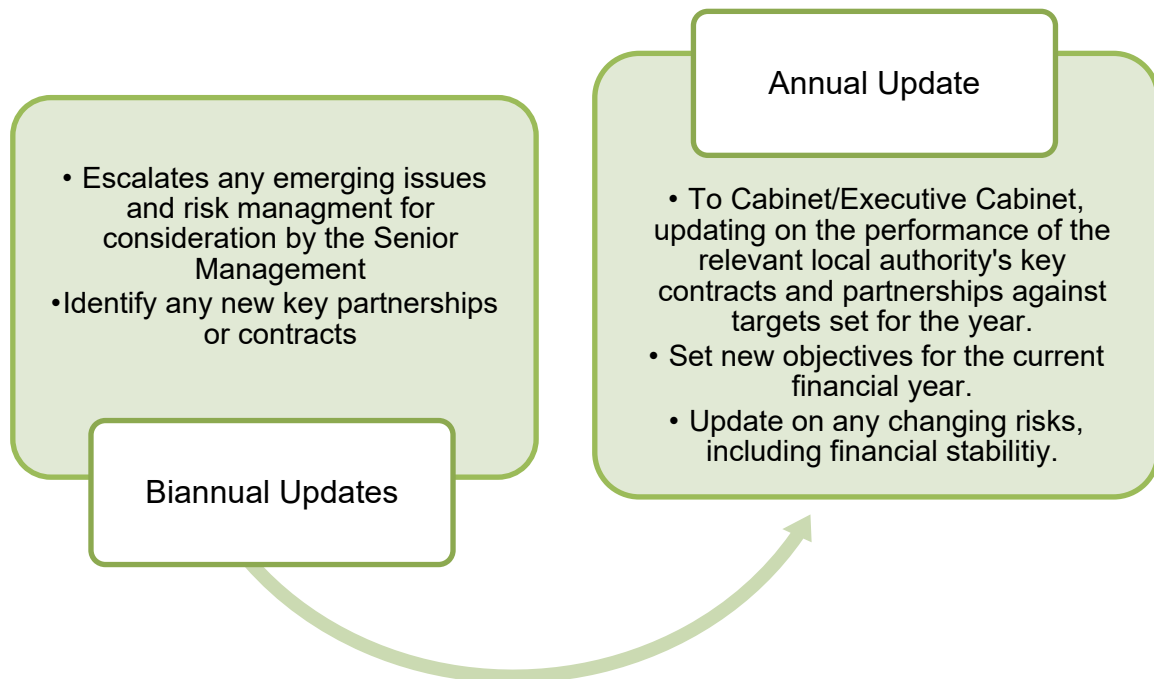 • Escalates any emerging issues
and risk managment for
consideration by the Senior
Management
•Identify any new key partnerships
or contracts
Biannual Updates
Annual Update
• To Cabinet/Executive Cabinet,
updating on the performance of the
relevant local authority's key
contracts and partnerships against
targets set for the year.
• Set new objectives for the current
financial year.
• Update on any changing risks,
including financial stabilitiy.